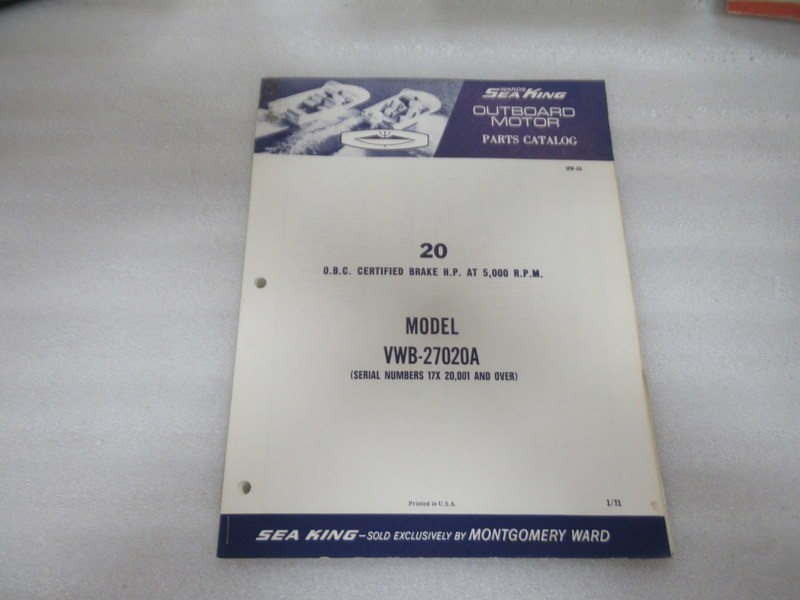 WARDS
SEA KING
OUTBOARD
MOTOR
PARTS CATALOG
20
O.B.C. CERTIFIED BRAKE H.P. AT 5,000 R.P.M.
MODEL
VWB-27020A
(SERIAL NUMBERS 17X 20,001 AND OVER)
Printed in U.S.A.
1/71
SEA KING—SOLD EXCLUSIVELY BY MONTGOMERY WARD